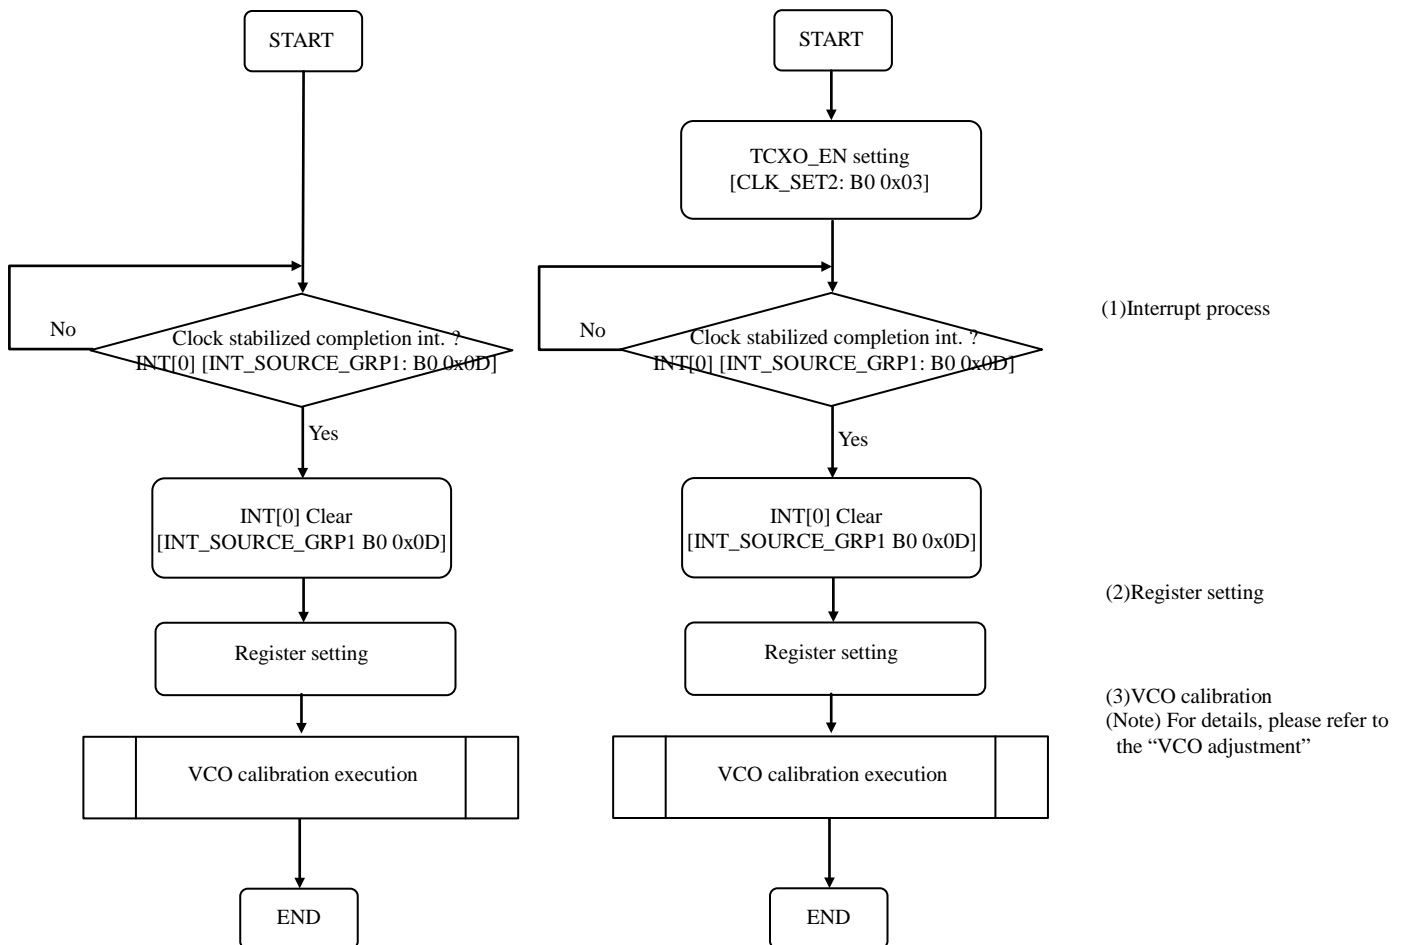 START
Clock stabilized completion int. ?
INT[0] [INT_SOURCE_GRP1: B0 0x0D]
No
Yes
INT[0] Clear
[INT_SOURCE_GRP1 B0 0x0D]
Register setting
VCO calibration execution
END
START
TCXO_EN setting
[CLK_SET2: B0 0x03]
Clock stabilized completion int. ?
INT[0] [INT_SOURCE_GRP1: B0 0x0D]
No
Yes
INT[0] Clear
[INT_SOURCE_GRP1 B0 0x0D]
Register setting
VCO calibration execution
END
(1)Interrupt process
(2)Register setting
(3)VCO calibration
(Note) For details, please refer to
the “VCO adjustment”